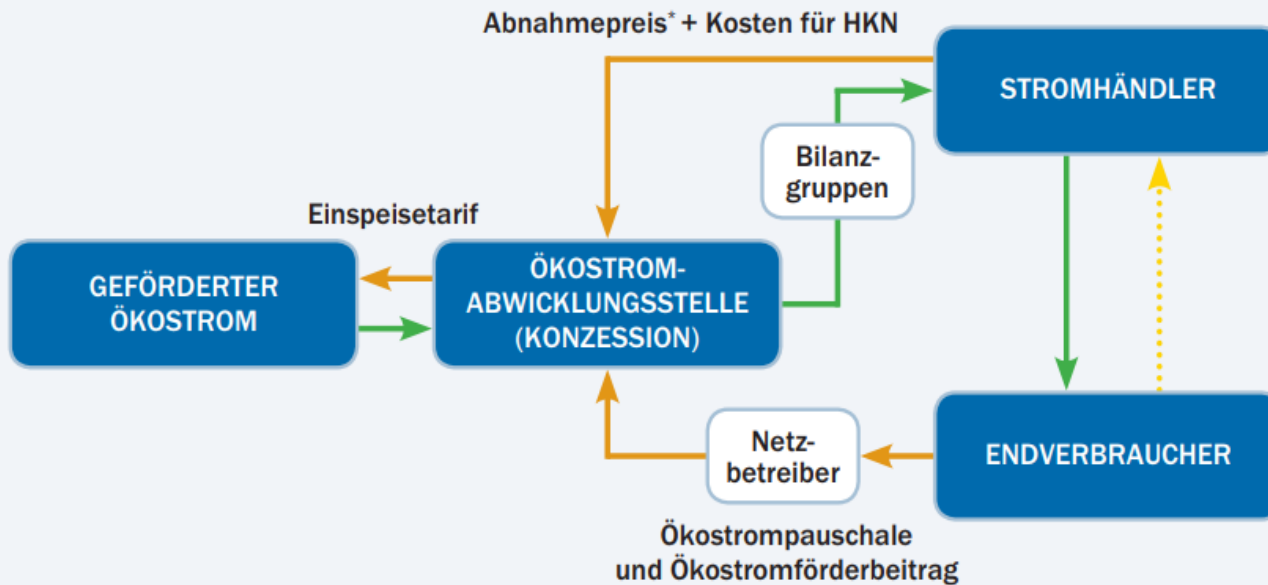 Abnahmepreis* + Kosten für HKN
STROMHÄNDLER
Bilanz-
gruppen
Einspeisetarif
GEFÖRDERTER
ÖKOSTROM
ÖKOSTROM-
ABWICKLUNGSSTELLE
(KONZESSION)
Netz-
betreiber
ENDVERBRAUCHER
Ökostrompauschale
und Ökostromförderbeitrag